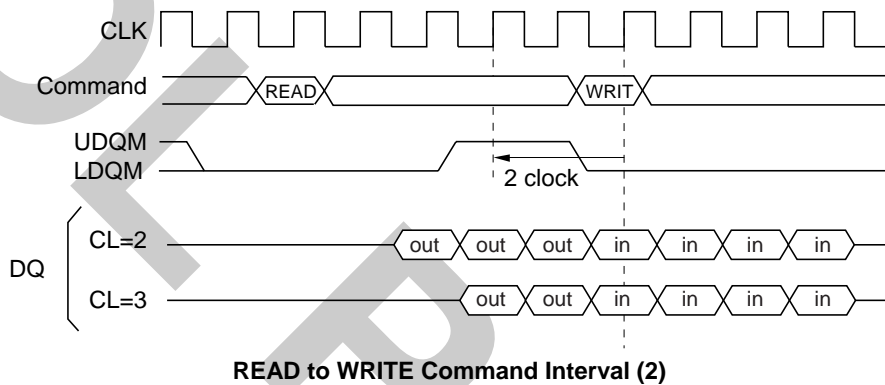 CLK
Command READ WRIT
UDQM
LDQM
2 clock
CL=2 out out out in in in in
DQ
CL=3 out out in in in in
READ to WRITE Command Interval (2)